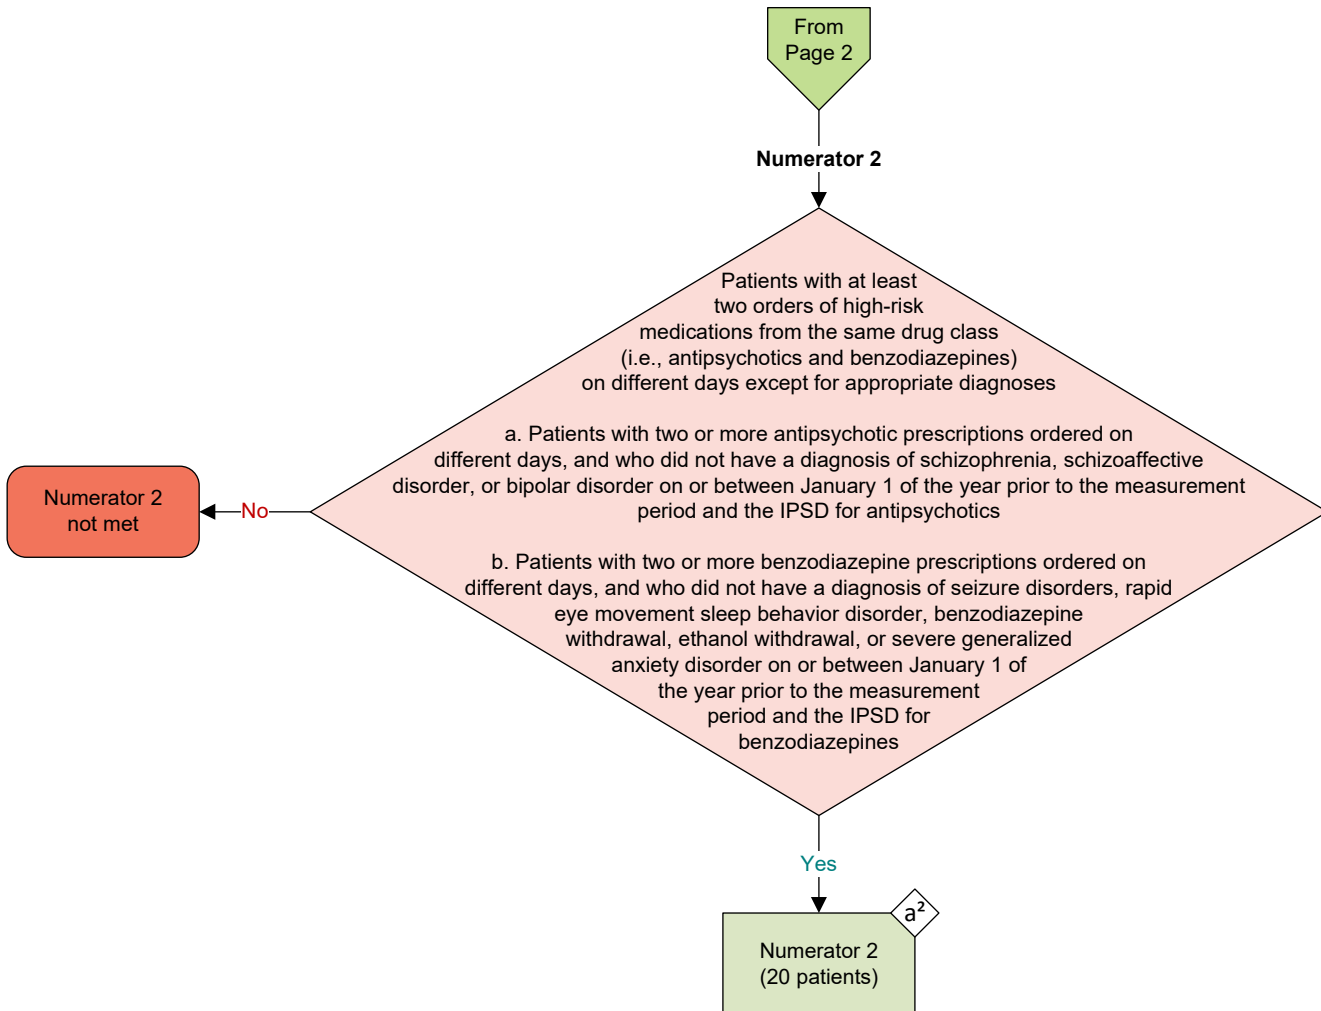 From
Page 2
Numerator 2
Patients with at least
two orders of high-risk
medications from the same drug class
(i.e., antipsychotics and benzodiazepines)
on different days except for appropriate diagnoses
a. Patients with two or more antipsychotic prescriptions ordered on
different days, and who did not have a diagnosis of schizophrenia, schizoaffective
disorder, or bipolar disorder on or between January 1 of the year prior to the measurement
period and the IPSD for antipsychotics
b. Patients with two or more benzodiazepine prescriptions ordered on
different days, and who did not have a diagnosis of seizure disorders, rapid
eye movement sleep behavior disorder, benzodiazepine
withdrawal, ethanol withdrawal, or severe generalized
anxiety disorder on or between January 1 of
the year prior to the measurement
period and the IPSD for
benzodiazepines
No
Numerator 2
not met
Yes
a²
Numerator 2
(20 patients)